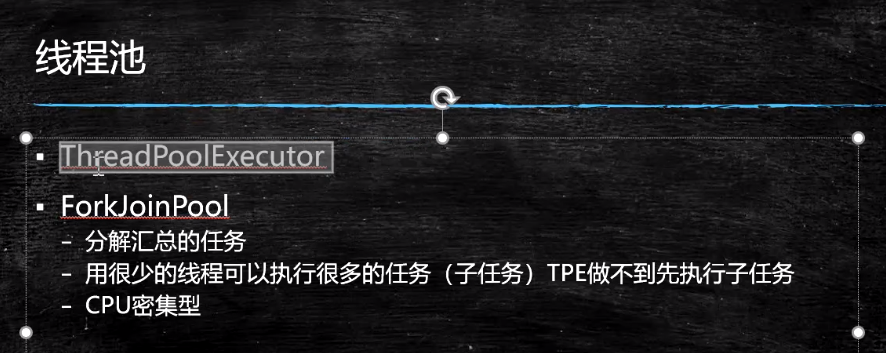 线程池
▪ ThreadPoolExecutor
▪ ForkJoinPool
– 分解汇总的任务
– 用很少的线程可以执行很多的任务（子任务）TPE做不到先执行子任务
– CPU密集型